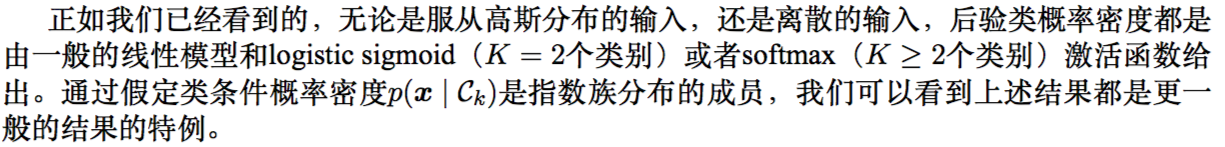 正如我们已经看到的，无论是服从高斯分布的输入，还是离散的输入，后验类概率密度都是
由一般的线性模型和logistic sigmoid（K = 2个类别）或者softmax（K ≥ 2个类别）激活函数给
出。通过假定类条件概率密度p(x | C_k)是指数族分布的成员，我们可以看到上述结果都是更一
般的结果的特例。